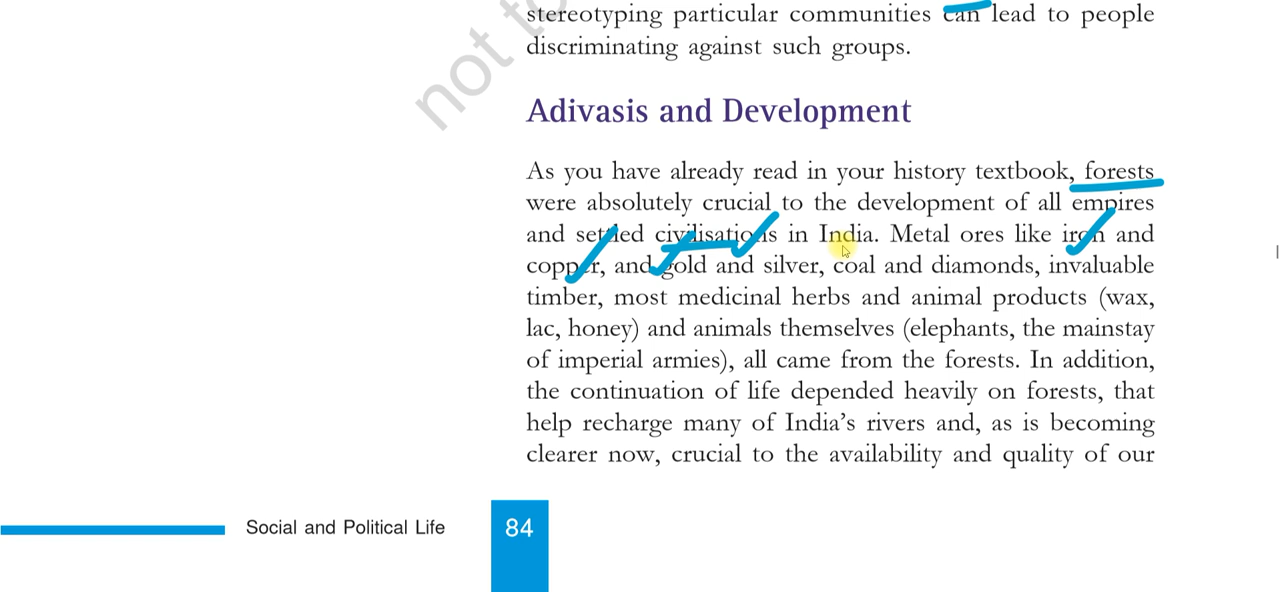 stereotyping particular communities can lead to people
discriminating against such groups.
not to
Adivasis and Development
As you have already read in your history textbook, forests
were absolutely crucial to the development of all empires
and settled civilisations in India. Metal ores like iron and
copper, and gold and silver, coal and diamonds, invaluable
timber, most medicinal herbs and animal products (wax,
lac, honey) and animals themselves (elephants, the mainstay
of imperial armies), all came from the forests. In addition,
the continuation of life depended heavily on forests, that
help recharge many of India’s rivers and, as is becoming
clearer now, crucial to the availability and quality of our
Social and Political Life 84